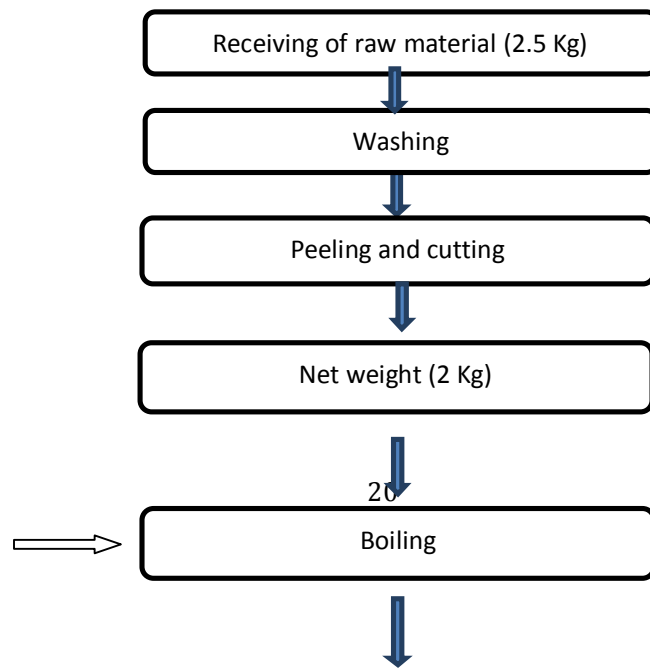 Receiving of raw material (2.5 Kg)
Washing
Peeling and cutting
Net weight (2 Kg)
20
Boiling